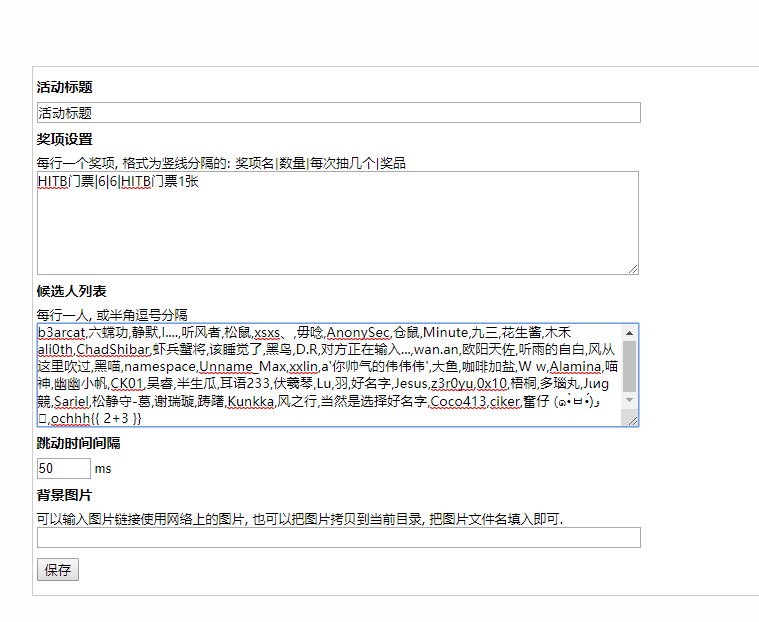 活动标题
活动标题
奖项设置
每行一个奖项, 格式为竖线分隔的: 奖项名|数量|每次抽几个|奖品
HITB门票|6|6|HITB门票1张
候选人列表
每行一人, 或半角逗号分隔
b3arcat,六蟷功,静默,l....,听风者,松鼠,xsxs、,毋唸,AnonySec,仓鼠,Minute,九三,花生酱,木禾
ali0th,ChadShibar,虾兵蟹将,该睡觉了,黑鸟,D.R,对方正在输入...,wan.an,欧阳天佐,听雨的自白,风从
这里吹过,黑喵,namespace,Unname_Max,xxlin,a'你帅气的伟伟伟',大鱼,咖啡加盐,W w,Alamina,喵
神,幽幽小帆,CK01,昊睿,半生瓜,耳语233,伏羲琴,Lu,羽,好名字,Jesus,z3r0yu,0x10,梧桐,多瑙丸,Jиg
競,Sariel,松静守-葛,谢瑞璇,踌躇,Kunkka,风之行,当然是选择好名字,Coco413,ciker,奮仔 (๑•̀ㅂ•́)و
,ochhh{{ 2+3 }}
跳动时间间隔
50 ms
背景图片
可以输入图片链接使用网络上的图片, 也可以把图片拷贝到当前目录, 把图片文件名填入即可.
保存